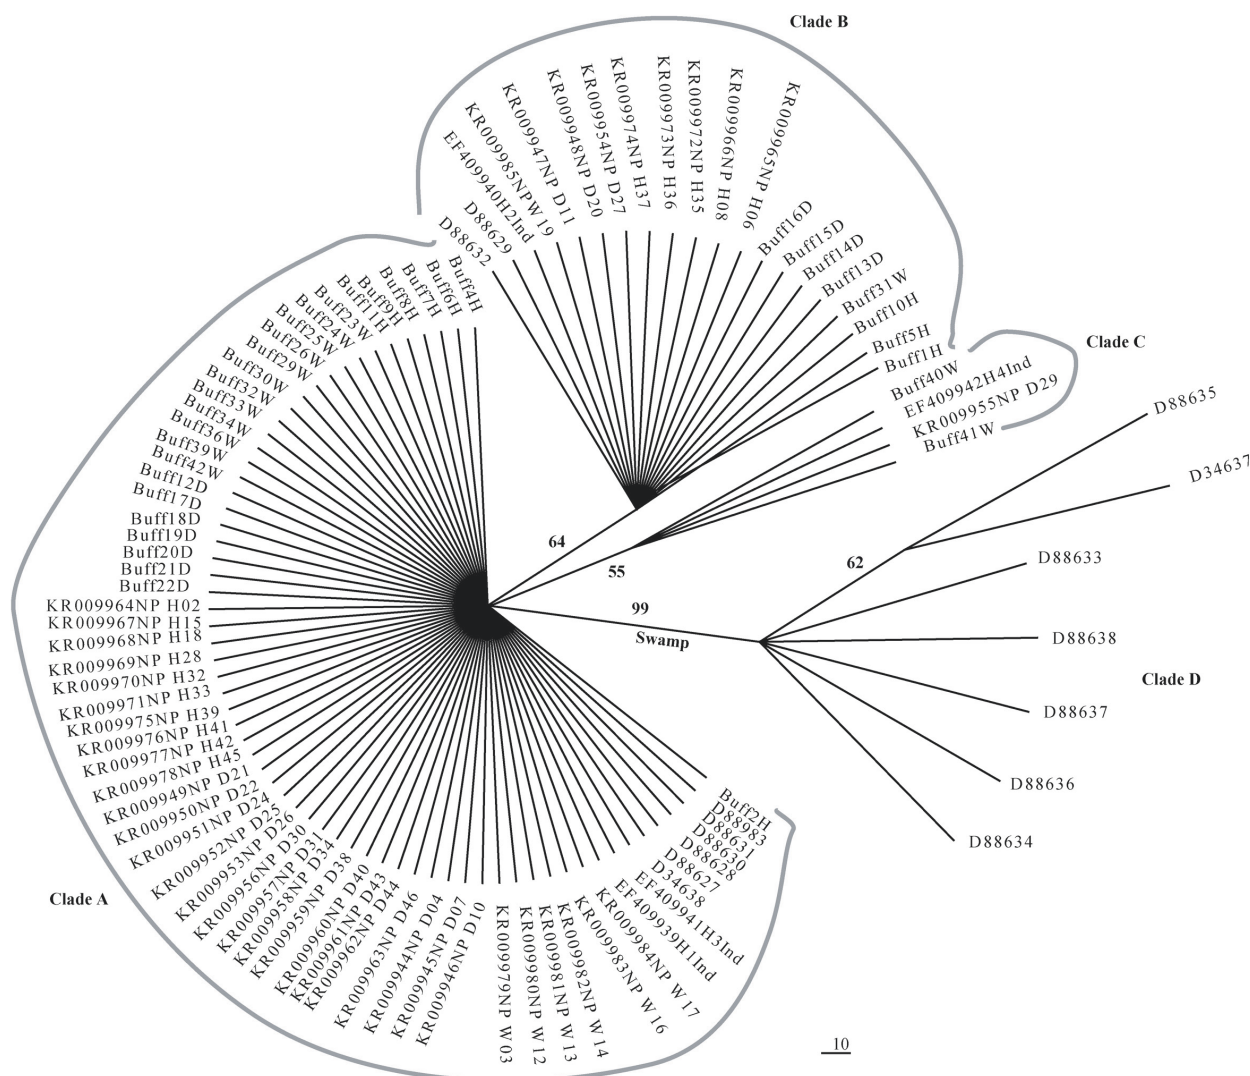 Clade B
D88632
D88629
EF409940H2Ind
KR009985NPW19
KR009947NP D11
KR009948NP D20
KR009954NP D27
KR009974NP H37
KR009973NP H36
KR009972NP H35
KR009966NP H08
KR009965NP H06
Buff16D
Buff15D
Buff14D
Buff13D
Buff31W
Buff10H
Buff5H
Buff1H
Clade C
Buff40W
EF409942H4Ind
KR009955NP D29
Buff41W
D88635
D34637
D88633
D88638
Clade D
D88637
D88636
D88634
64
55
62
99
Swamp
Buff4H
Buff6H
Buff7H
Buff8H
Buff9H
Buff11H
Buff23W
Buff24W
Buff25W
Buff26W
Buff29W
Buff30W
Buff32W
Buff33W
Buff34W
Buff36W
Buff39W
Buff42W
Buff12D
Buff17D
Buff18D
Buff19D
Buff20D
Buff21D
Buff22D
KR009964NP H02
KR009967NP H15
KR009968NP H18
KR009969NP H28
KR009970NP H32
KR009971NP H33
KR009975NP H39
KR009976NP H41
KR009977NP H42
KR009978NP H45
KR009949NP D21
KR009950NP D22
KR009951NP D24
KR009952NP D25
KR009953NP D26
KR009956NP D30
KR009957NP D31
KR009958NP D34
KR009959NP D38
KR009960NP D40
KR009961NP D43
KR009962NP D44
KR009963NP D46
KR009944NP D04
KR009945NP D07
KR009946NP D10
KR009979NP W03
KR009980NP W12
KR009981NP W13
KR009982NP W14
KR009983NP W16
KR009984NP W17
EF409939H1Ind
EF409941H3Ind
D34638
D88627
D88628
D88630
D88631
D88983
Buff2H
Clade A
10